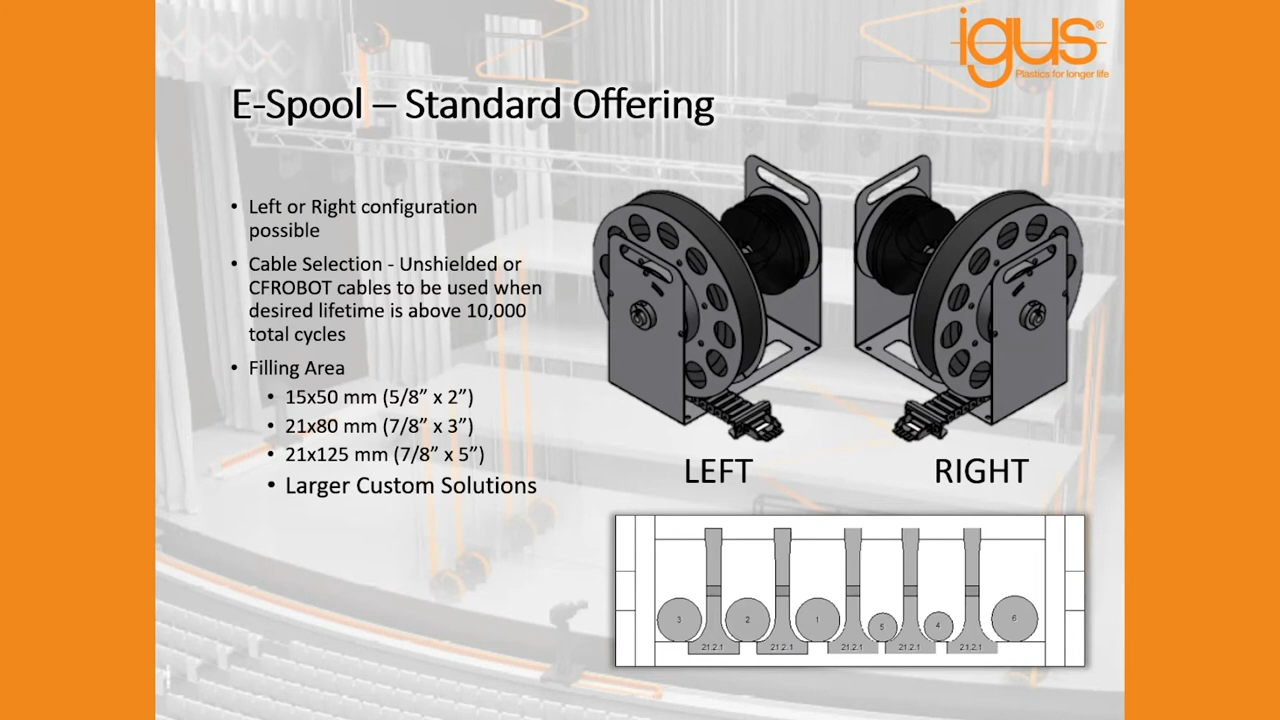 igus®
Plastics for longer life
E-Spool – Standard Offering
• Left or Right configuration
possible
• Cable Selection - Unshielded or
CFROBOT cables to be used when
desired lifetime is above 10,000
total cycles
• Filling Area
• 15x50 mm (5/8” x 2”)
• 21x80 mm (7/8” x 3”)
• 21x125 mm (7/8” x 5”)
• Larger Custom Solutions
LEFT
RIGHT
3 2 1 5 4 6
21.2.1 21.2.1 21.2.1 21.2.1 21.2.1